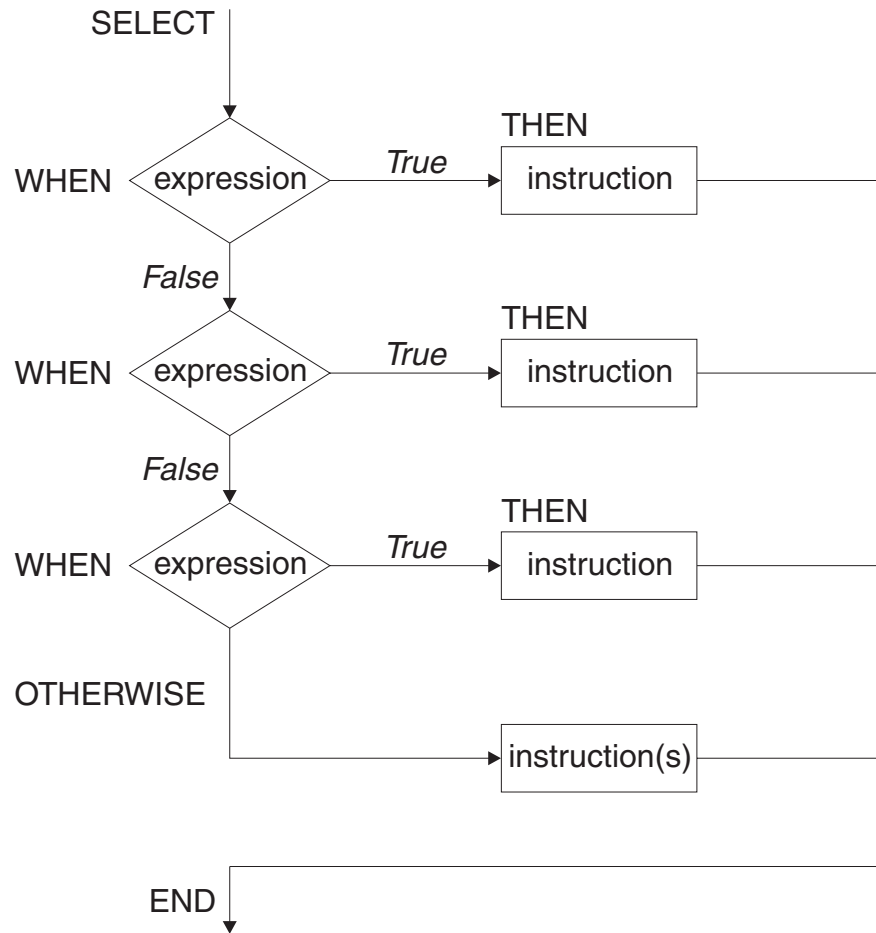 SELECT
THEN
WHEN expression True instruction
False
THEN
WHEN expression True instruction
False
THEN
WHEN expression True instruction
OTHERWISE
instruction(s)
END